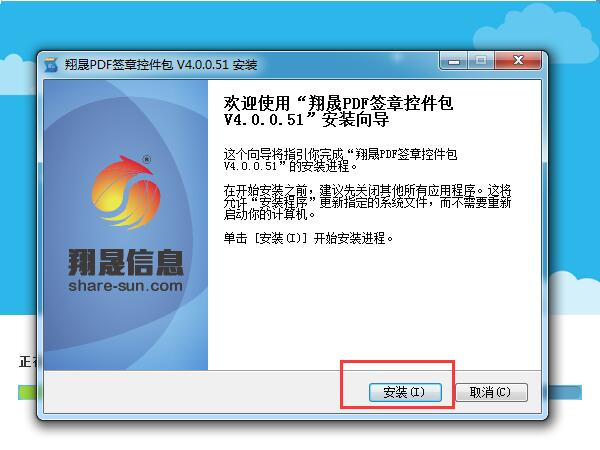 翔晟PDF签章控件包 V4.0.0.51 安装
欢迎使用“翔晟PDF签章控件包
V4.0.0.51”安装向导
这个向导将指引你完成“翔晟PDF签章控件包
V4.0.0.51”的安装进程。
在开始安装之前，建议先关闭其他所有应用程序。这将
允许“安装程序”更新指定的系统文件，而不需要重新
启动你的计算机。
单击 [安装(I)] 开始安装进程。
®
翔晟信息
share-sun.com
正在
安装(I)
取消(C)